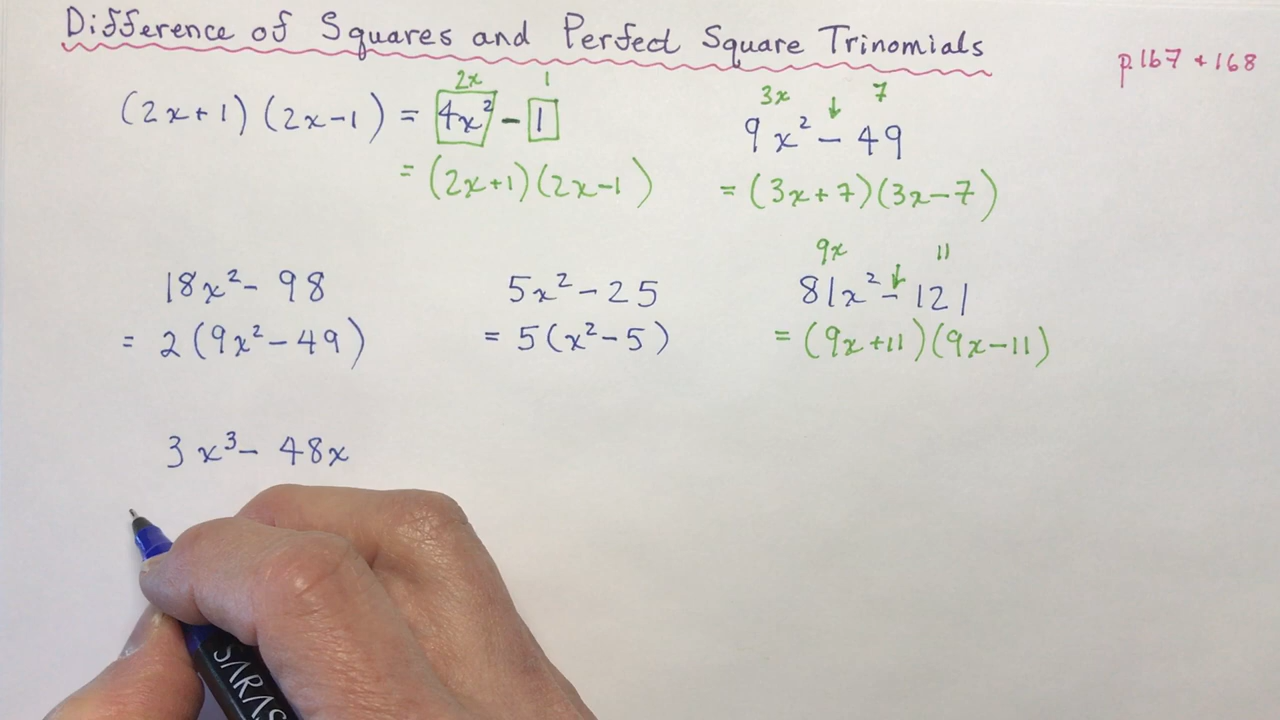 Difference of Squares and Perfect Square Trinomials
p.167 + 168
2x 1
(2x+1)(2x-1) = 4x² - 1
= (2x+1)(2x-1)
3x ↓ 7
9x² - 49
= (3x+7)(3x-7)
18x² - 98
= 2(9x² - 49)
5x² - 25
= 5(x² - 5)
9x ↓ 11
81x² - 121
= (9x+11)(9x-11)
3x³ - 48x
SARAS